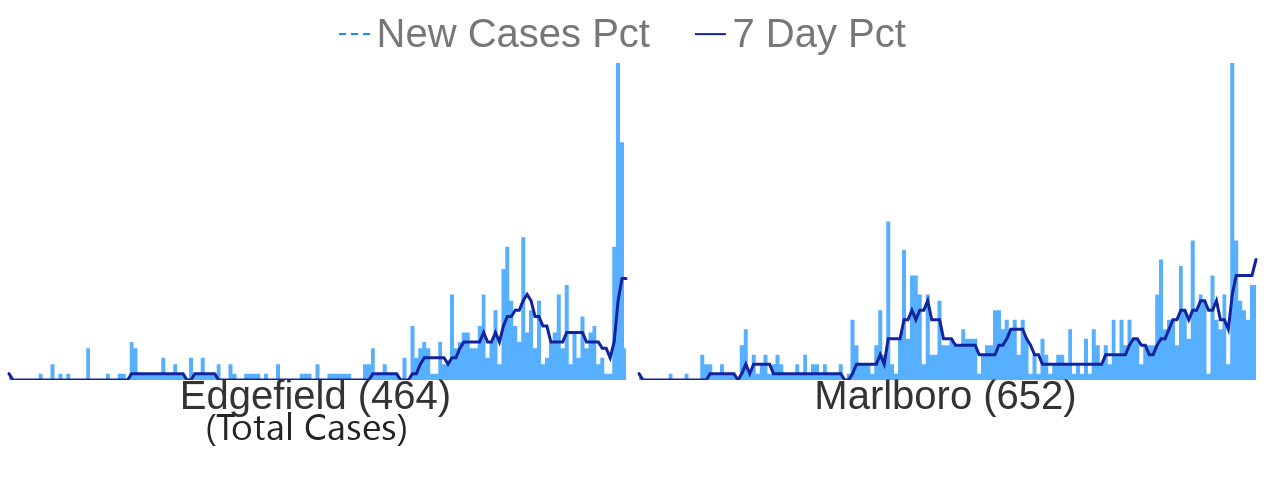 New Cases Pct 7 Day Pct
Edgefield (464) Marlboro (652)
(Total Cases)